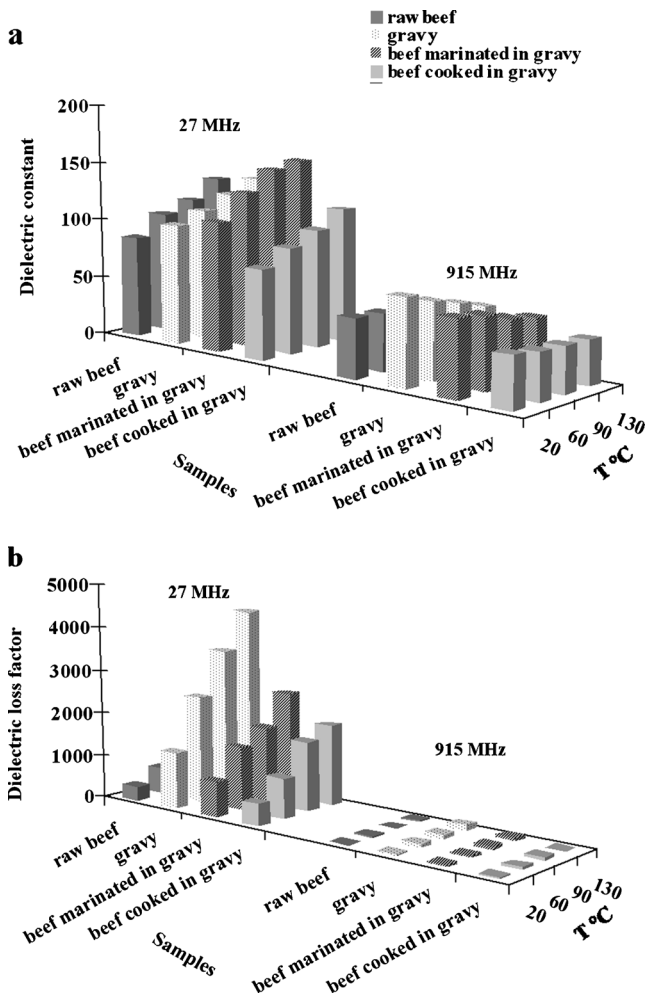 a
raw beef
gravy
beef marinated in gravy
beef cooked in gravy
27 MHz
915 MHz
Dielectric constant
200
150
100
50
0
raw beef
gravy
beef marinated in gravy
beef cooked in gravy
raw beef
gravy
beef marinated in gravy
beef cooked in gravy
Samples
20
60
90
130
T °C
b
27 MHz
915 MHz
Dielectric loss factor
5000
4000
3000
2000
1000
0
raw beef
gravy
beef marinated in gravy
beef cooked in gravy
raw beef
gravy
beef marinated in gravy
beef cooked in gravy
Samples
20
60
90
130
T °C